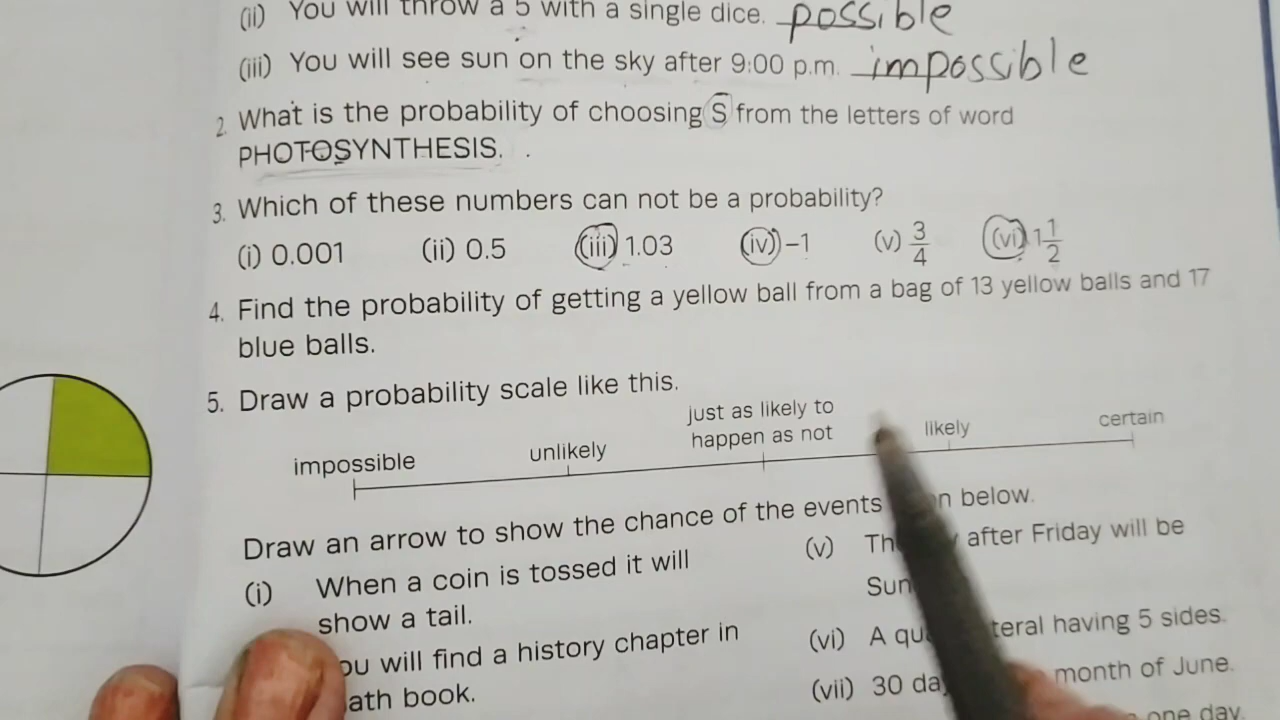 (ii) You will throw a 5 with a single dice. possible
(iii) You will see sun on the sky after 9:00 p.m. impossible
2. What is the probability of choosing S from the letters of word
PHOTOSYNTHESIS.
3. Which of these numbers can not be a probability?
(i) 0.001 (ii) 0.5 (iii) 1.03 (iv) -1 (v) 3/4 (vi) 1 1/2
4. Find the probability of getting a yellow ball from a bag of 13 yellow balls and 17
blue balls.
5. Draw a probability scale like this.
impossible unlikely just as likely to happen as not likely certain
Draw an arrow to show the chance of the events below.
(i) When a coin is tossed it will
show a tail.
ou will find a history chapter in
ath book.
(v) after Friday will be
Sun
(vi) A qu teral having 5 sides.
(vii) 30 da month of June.
one day